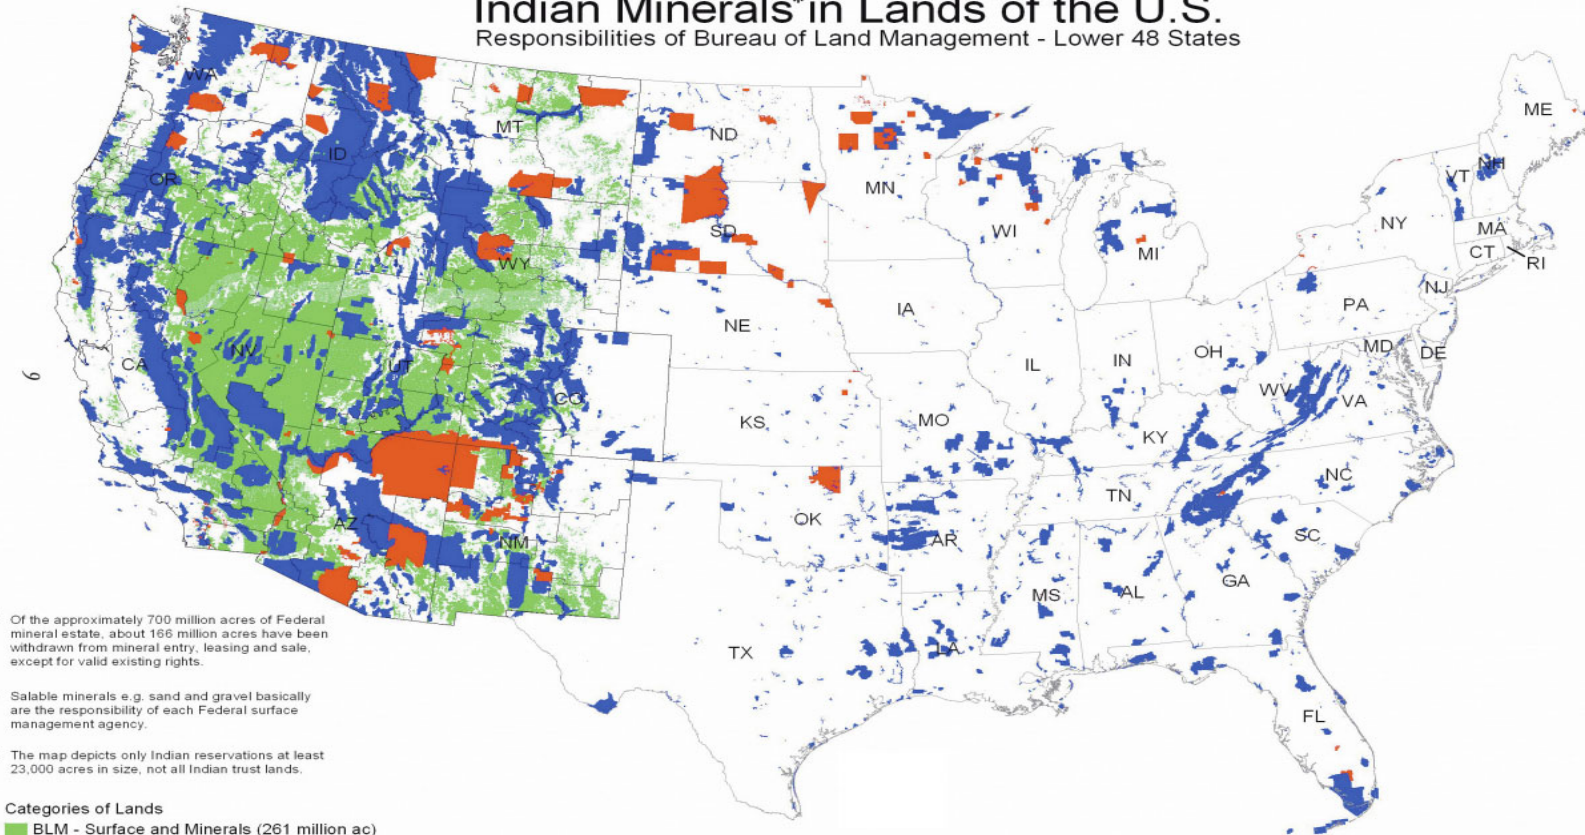 Indian Minerals* in Lands of the U.S.
Responsibilities of Bureau of Land Management - Lower 48 States
WA
MT
ND
MN
ME
ID
OR
VT
NH
SD
WI
MI
NY
MA
CT
RI
WY
NE
IA
PA
NJ
CA
NV
UT
CO
IL
IN
OH
MD
DE
WV
VA
KS
MO
KY
NC
TN
AZ
NM
OK
AR
SC
MS
AL
GA
TX
LA
FL
9
Of the approximately 700 million acres of Federal
mineral estate, about 166 million acres have been
withdrawn from mineral entry, leasing and sale,
except for valid existing rights.
Salable minerals e.g. sand and gravel basically
are the responsibility of each Federal surface
management agency.
The map depicts only Indian reservations at least
23,000 acres in size, not all Indian trust lands.
Categories of Lands
BLM - Surface and Minerals (261 million ac)